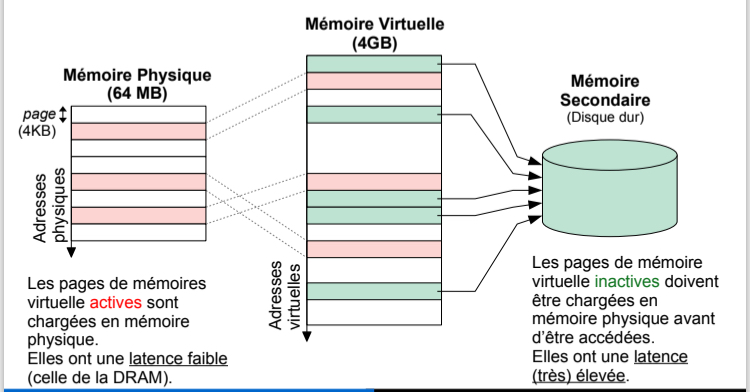 Mémoire Virtuelle
(4GB)
Mémoire Physique
(64 MB)
page
(4KB)
Adresses
physiques
Mémoire
Secondaire
(Disque dur)
Adresses
virtuelles
Les pages de mémoires
virtuelle actives sont
chargées en mémoire
physique.
Elles ont une latence faible
(celle de la DRAM).
Les pages de mémoire
virtuelle inactives doivent
être chargées en
mémoire physique avant
d'être accédées.
Elles ont une latence
(très) élevée.